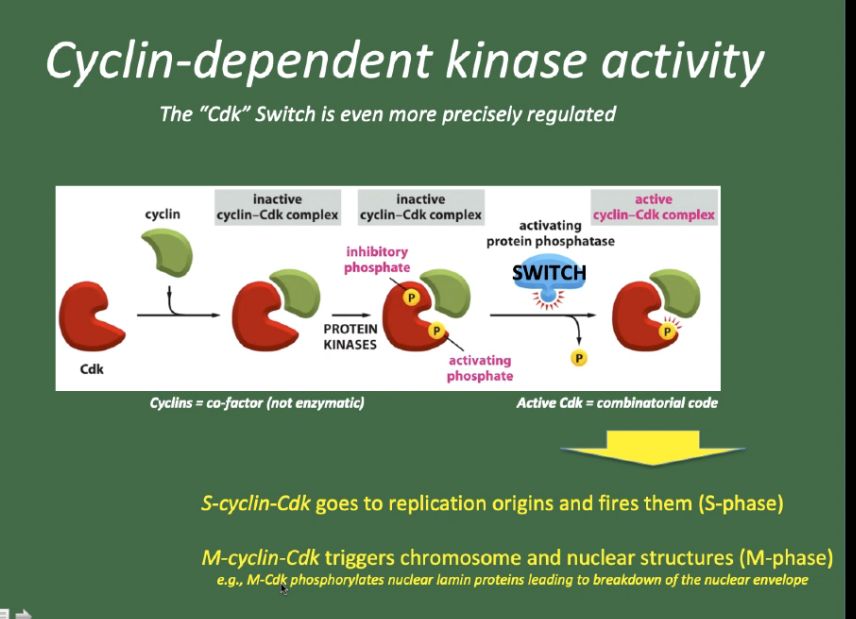 Cyclin-dependent kinase activity
The “Cdk” Switch is even more precisely regulated
cyclin
inactive
cyclin–Cdk complex
inactive
cyclin–Cdk complex
active
cyclin–Cdk complex
activating
protein phosphatase
SWITCH
inhibitory
phosphate
P
P
PROTEIN
KINASES
activating
phosphate
P
P
Cdk
Cyclins = co-factor (not enzymatic)
Active Cdk = combinatorial code
S-cyclin-Cdk goes to replication origins and fires them (S-phase)
M-cyclin-Cdk triggers chromosome and nuclear structures (M-phase)
e.g., M-Cdk phosphorylates nuclear lamin proteins leading to breakdown of the nuclear envelope